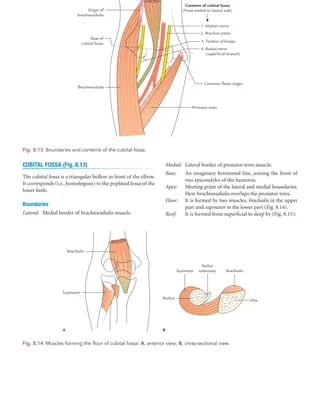 Origin of
brachioradialis
Base of
cubital fossa
Brachioradialis
Contents of cubital fossa
(From medial to lateral side)
1. Median nerve
2. Brachial artery
3. Tendon of biceps
4. Radial nerve
(superficial branch)
Common flexor origin
Pronator teres
Fig. 8.13 Boundaries and contents of the cubital fossa.
CUBITAL FOSSA (Fig. 8.13)
The cubital fossa is a triangular hollow in front of the elbow.
It corresponds (i.e., homologous) to the popliteal fossa of the
lower limb.
Boundaries
Lateral: Medial border of brachioradialis muscle.
Medial: Lateral border of pronator teres muscle.
Base: An imaginary horizontal line, joining the front of
two epicondyles of the humerus.
Apex: Meeting point of the lateral and medial boundaries.
Here brachioradialis overlaps the pronator teres.
Floor: It is formed by two muscles, brachialis in the upper
part and supinator in the lower part (Fig. 8.14).
Roof: It is formed from superficial to deep by (Fig. 8.15):
Brachialis
Supinator
A
Supinator
Radial
tuberosity
Brachialis
Radius
Ulna
B
Fig. 8.14 Muscles forming the floor of cubital fossa: A, anterior view, B, cross-sectional view.